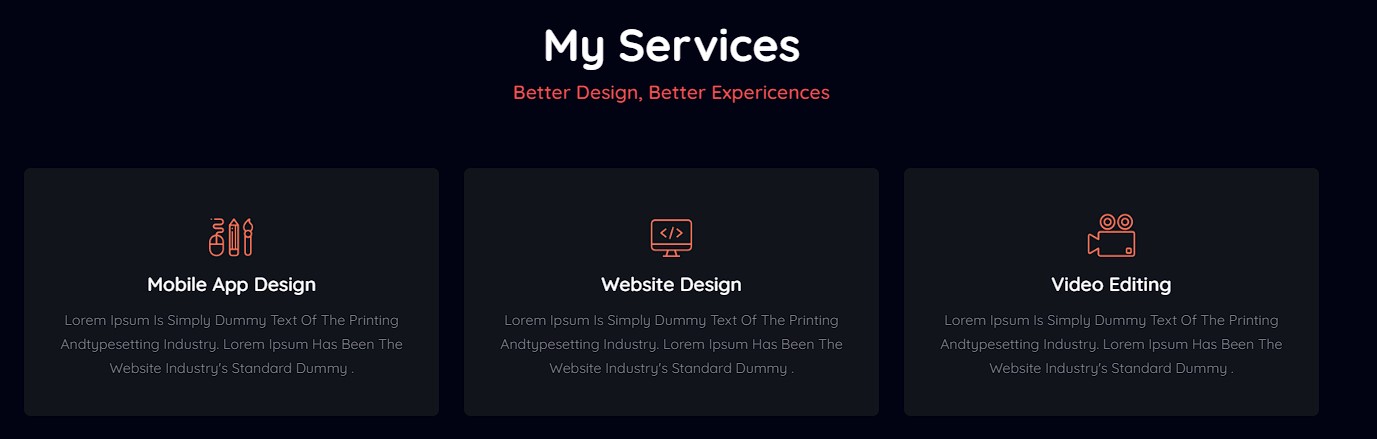 My Services
Better Design, Better Expericences
</>
Mobile App Design
Website Design
Video Editing
Lorem Ipsum Is Simply Dummy Text Of The Printing
Andtypesetting Industry. Lorem Ipsum Has Been The
Website Industry's Standard Dummy .
Lorem Ipsum Is Simply Dummy Text Of The Printing
Andtypesetting Industry. Lorem Ipsum Has Been The
Website Industry's Standard Dummy .
Lorem Ipsum Is Simply Dummy Text Of The Printing
Andtypesetting Industry. Lorem Ipsum Has Been The
Website Industry's Standard Dummy .